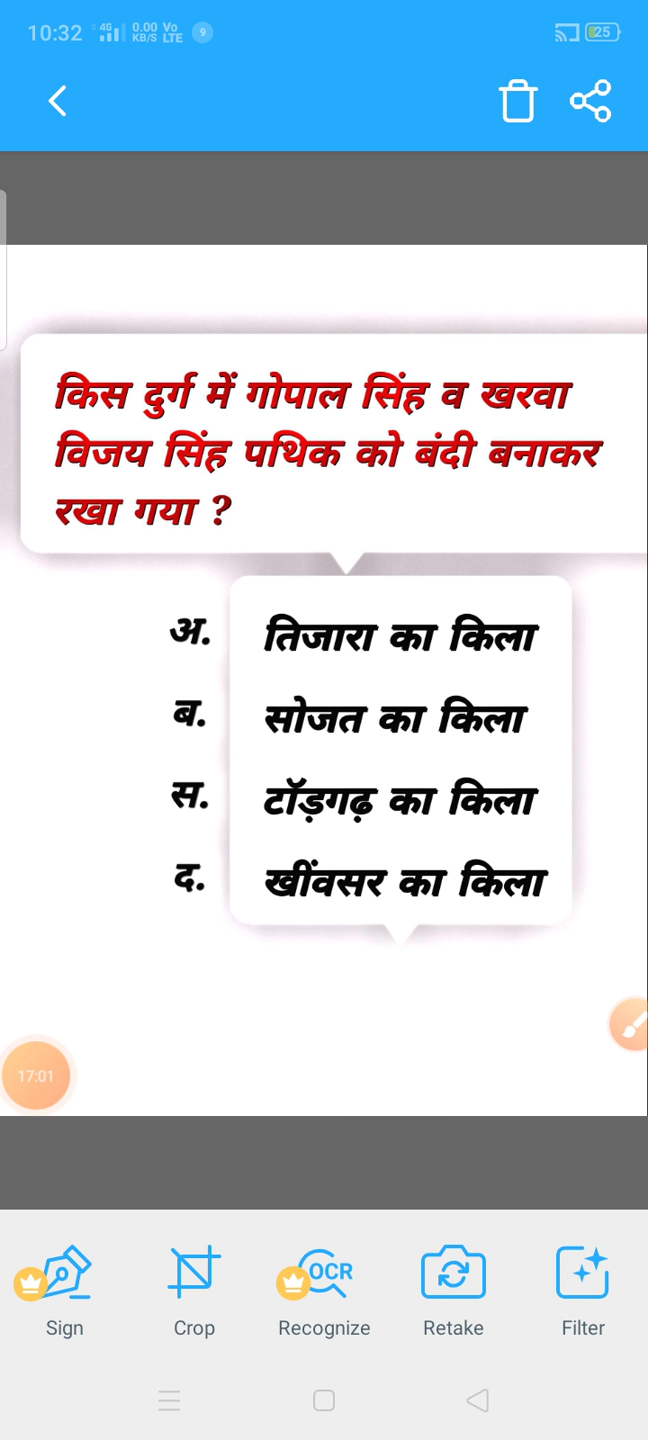 10:32 4G 0.00 KB/S Vo LTE 9 25
किस दुर्ग में गोपाल सिंह व खरवा
विजय सिंह पथिक को बंदी बनाकर
रखा गया ?
अ. तिजारा का किला
ब. सोजत का किला
स. टॉड़गढ़ का किला
द. खींवसर का किला
17:01
OCR
Sign Crop Recognize Retake Filter